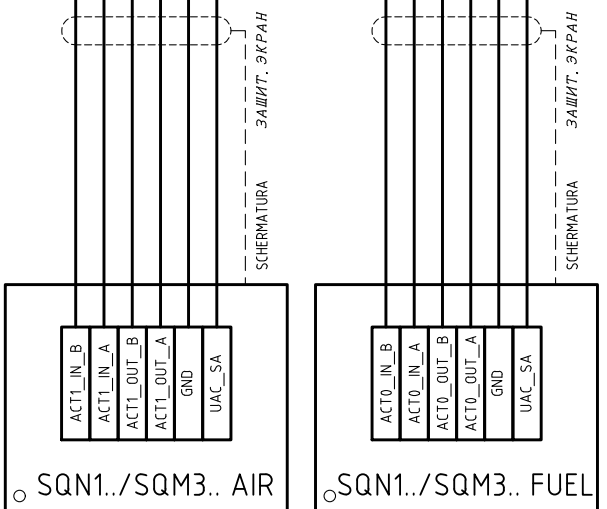 ЗАЩИТ. ЭКРАН
SCHERMATURA
ACT1_IN_B
ACT1_IN_A
ACT1_OUT_B
ACT1_OUT_A
GND
UAC_SA
SQN1../SQM3.. AIR
ЗАЩИТ. ЭКРАН
SCHERMATURA
ACT0_IN_B
ACT0_IN_A
ACT0_OUT_B
ACT0_OUT_A
GND
UAC_SA
SQN1../SQM3.. FUEL